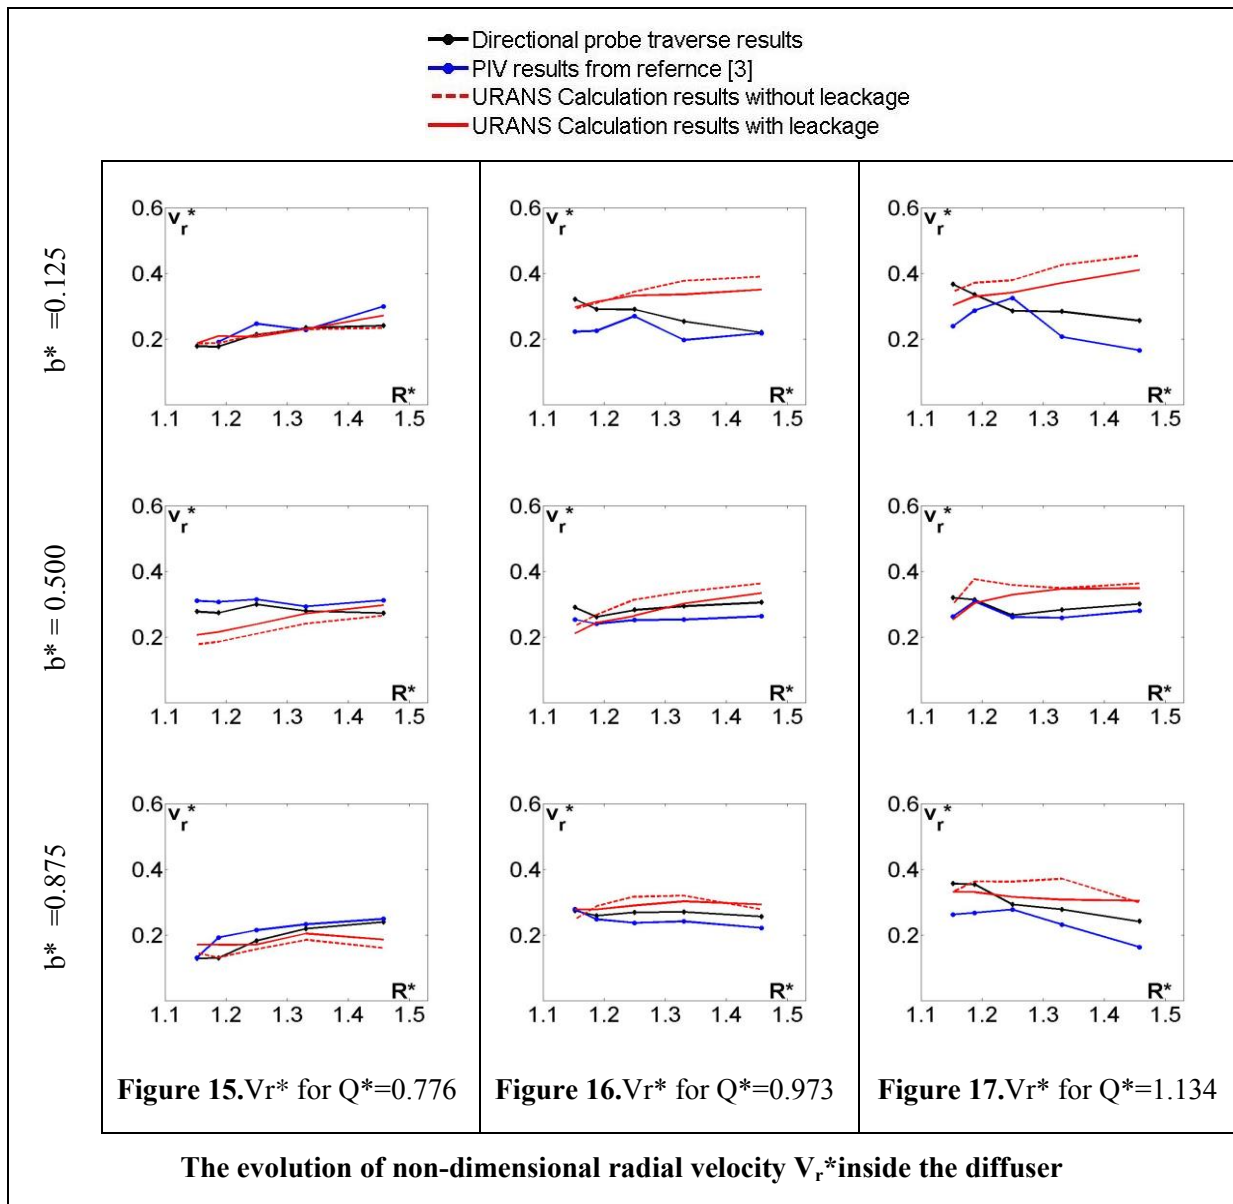 Directional probe traverse results
PIV results from refernce [3]
URANS Calculation results without leackage
URANS Calculation results with leackage
b* =0.125
0.6
0.4
0.2
vr*
R*
1.1 1.2 1.3 1.4 1.5
0.6
0.4
0.2
vr*
R*
1.1 1.2 1.3 1.4 1.5
0.6
0.4
0.2
vr*
R*
1.1 1.2 1.3 1.4 1.5
b* = 0.500
0.6
0.4
0.2
vr*
R*
1.1 1.2 1.3 1.4 1.5
0.6
0.4
0.2
vr*
R*
1.1 1.2 1.3 1.4 1.5
0.6
0.4
0.2
vr*
R*
1.1 1.2 1.3 1.4 1.5
b* =0.875
0.6
0.4
0.2
vr*
R*
1.1 1.2 1.3 1.4 1.5
0.6
0.4
0.2
vr*
R*
1.1 1.2 1.3 1.4 1.5
0.6
0.4
0.2
vr*
R*
1.1 1.2 1.3 1.4 1.5
Figure 15.Vr* for Q*=0.776
Figure 16.Vr* for Q*=0.973
Figure 17.Vr* for Q*=1.134
The evolution of non-dimensional radial velocity Vr*inside the diffuser